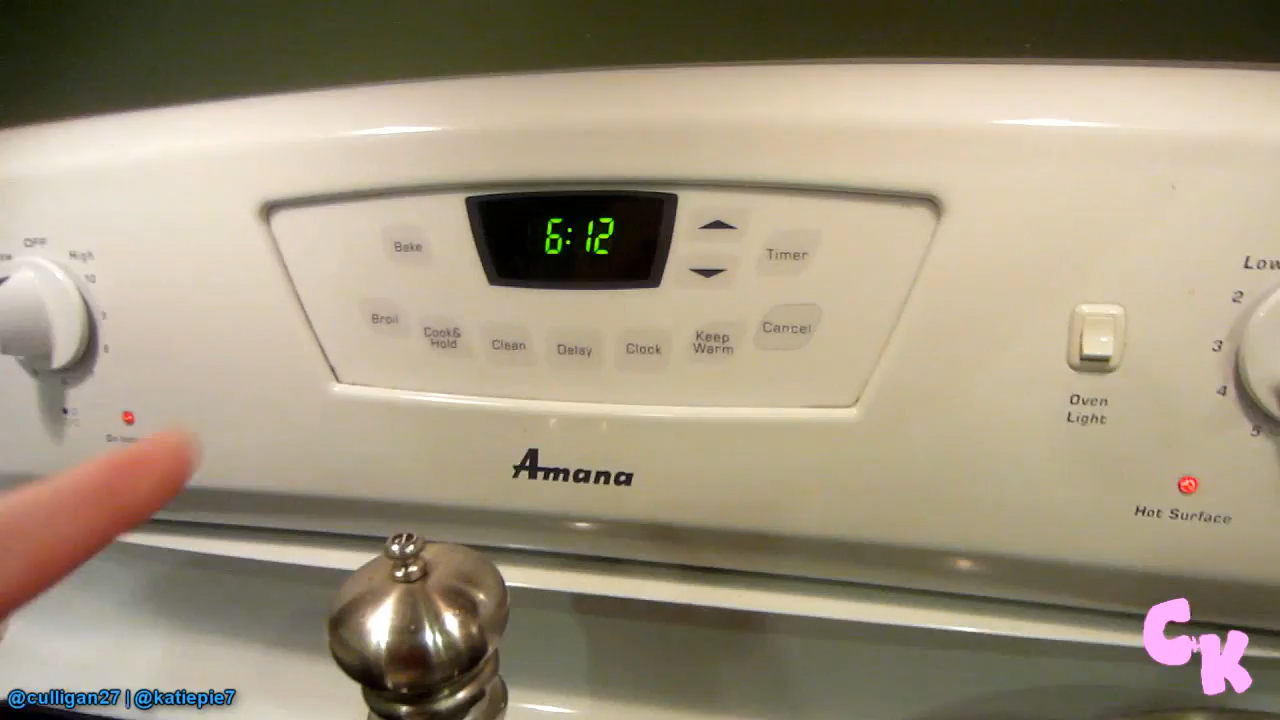 OFF
High
10
Bake
6:12
Timer
Broil
Cook&
Hold
Clean
Delay
Clock
Keep
Warm
Cancel
Amana
Oven
Light
Low
2
3
4
5
Hot Surface
C+K
@culligan27 | @katiepie7